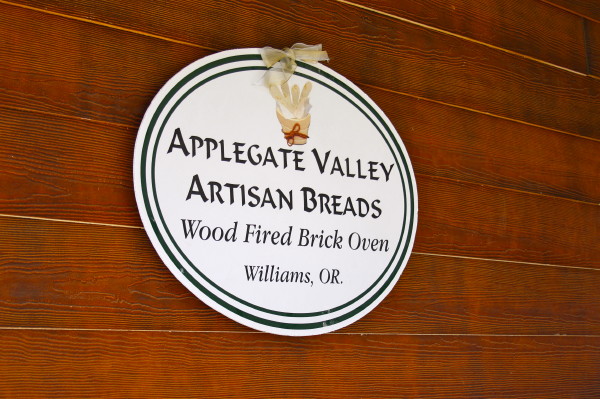 APPLEGATE VALLEY
ARTISAN BREADS
Wood Fired Brick Oven
Williams, OR.